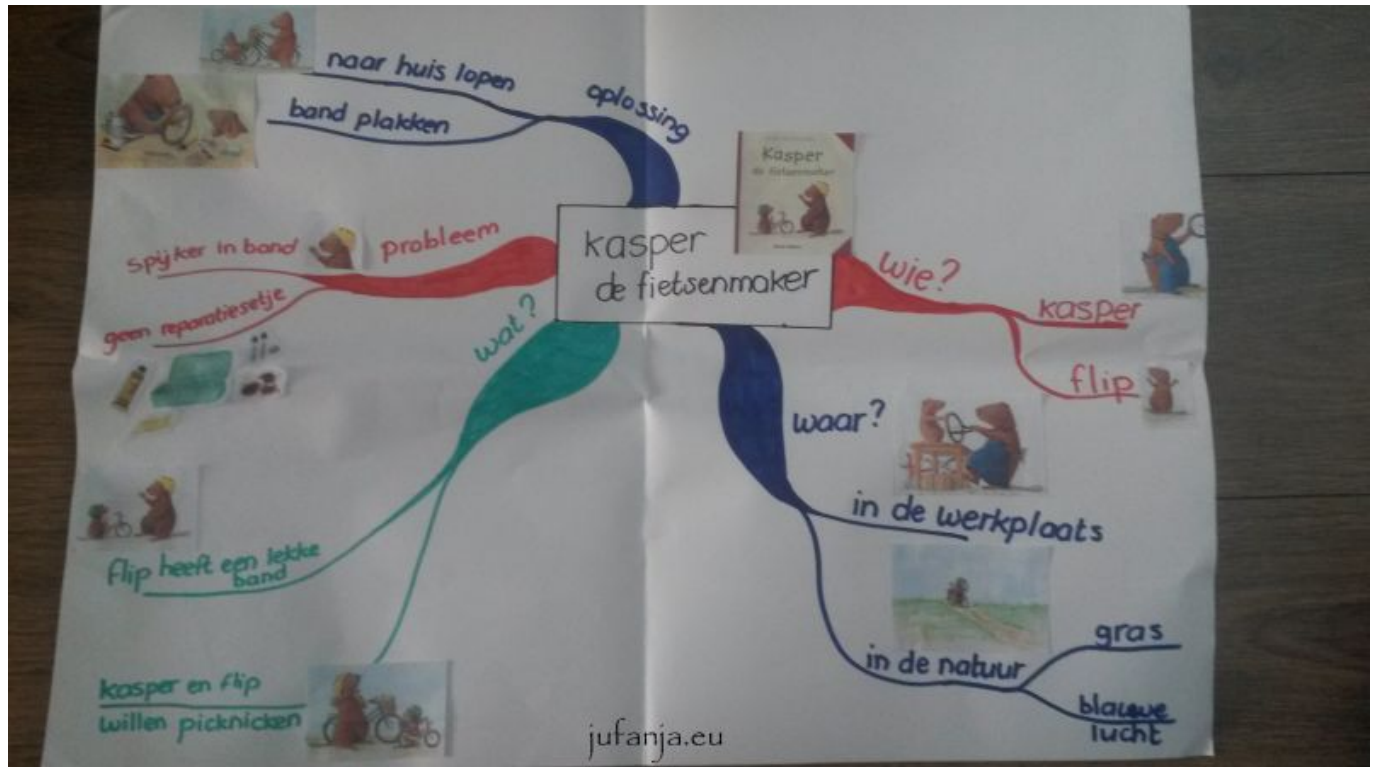 naar huis lopen
band plakken
oplossing
Kasper
de fietsenmaker
kasper
de fietsenmaker
probleem
spijker in band
geen reparatiesetje
wie?
kasper
flip
wat?
waar?
in de werkplaats
flip heeft een lekke
band
in de natuur
gras
blauwe
lucht
kasper en flip
willen picknicken
jufanja.eu